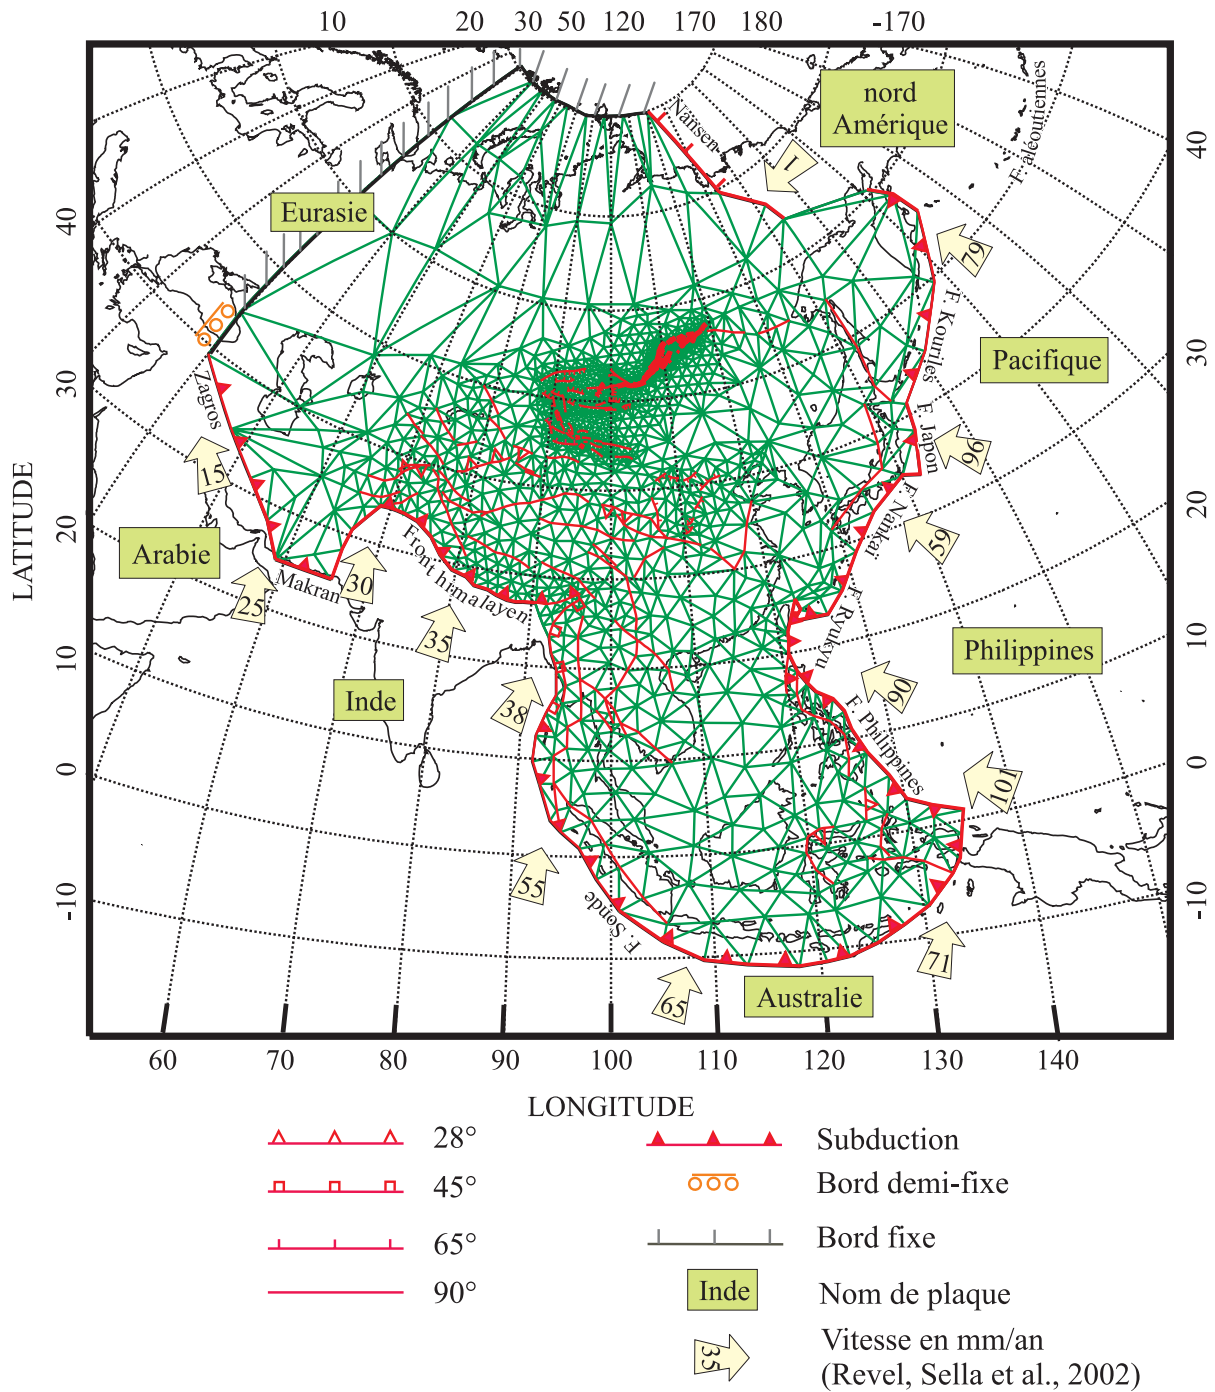 10 20 30 50 120 170 180 -170
nord
Amérique
Nansen
F. aléoutiennes
1
Eurasie
40
40
79
F. Kouriles
Pacifique
30
30
Zagros
F. Japon
96
15
LATITUDE
20
20
F. Nankai
59
Arabie
Front himalayen
Makran
30
25
35
F. Ryukyu
10
10
Philippines
Inde
38
90
F. Philippines
0
0
101
55
-10
-10
F. Sonde
71
65
Australie
60 70 80 90 100 110 120 130 140
LONGITUDE
28°
45°
65°
90°
Subduction
Bord demi-fixe
Bord fixe
Inde
Nom de plaque
35
Vitesse en mm/an
(Revel, Sella et al., 2002)